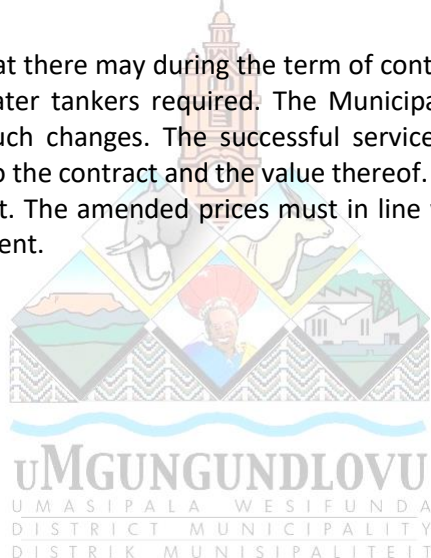 at there may during the term of cont
ater tankers required. The Municipa
uch changes. The successful service
o the contract and the value thereof.
t. The amended prices must in line
ent.
uMGUNGUNDLOVU
UMASIPALA WESIFUNDA
DISTRICT MUNICIPALITY
DISTRIK MUNISIPALITEIT